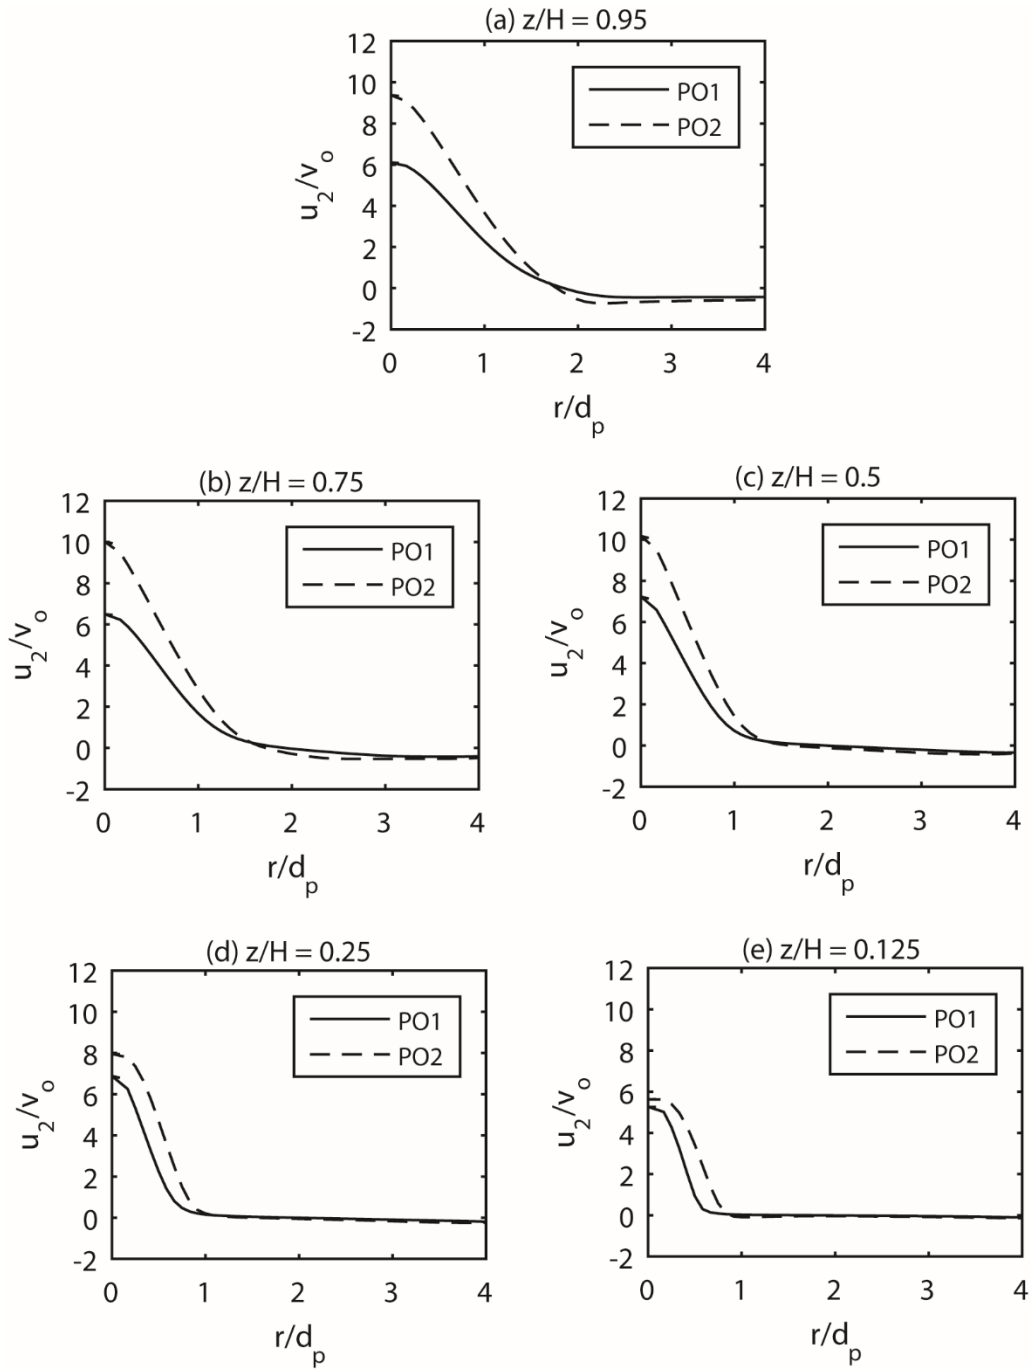 (a) z/H = 0.95
12
10
8
6
4
2
0
-2
u₂/vₒ
PO1
PO2
0 1 2 3 4
r/dₚ
(b) z/H = 0.75
12
10
8
6
4
2
0
-2
u₂/vₒ
PO1
PO2
0 1 2 3 4
r/dₚ
(c) z/H = 0.5
12
10
8
6
4
2
0
-2
u₂/vₒ
PO1
PO2
0 1 2 3 4
r/dₚ
(d) z/H = 0.25
12
10
8
6
4
2
0
-2
u₂/vₒ
PO1
PO2
0 1 2 3 4
r/dₚ
(e) z/H = 0.125
12
10
8
6
4
2
0
-2
u₂/vₒ
PO1
PO2
0 1 2 3 4
r/dₚ